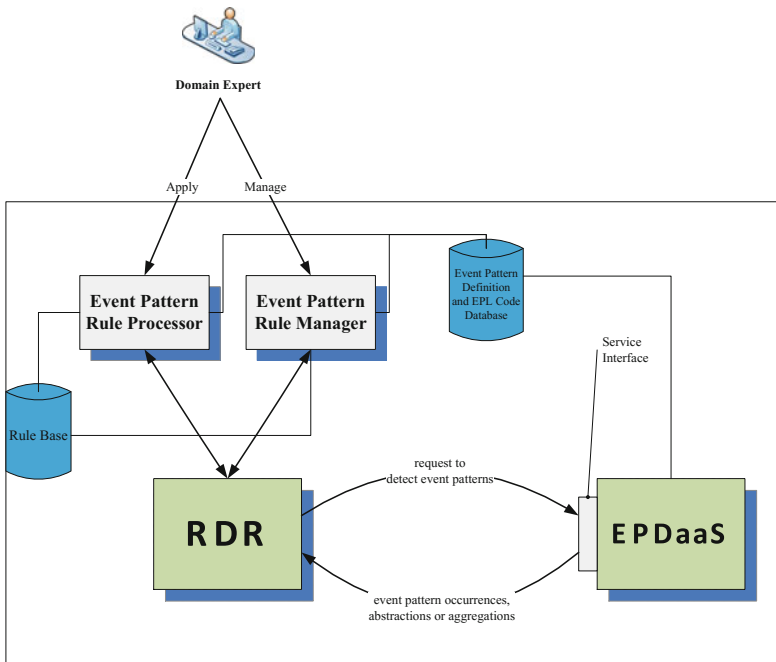 Domain Expert
Apply
Manage
Event Pattern
Rule Processor
Event Pattern
Rule Manager
Event Pattern
Definition
and EPL Code
Database
Service
Interface
Rule Base
request to
detect event patterns
RDR
EPDaaS
event pattern occurrences,
abstractions or aggregations